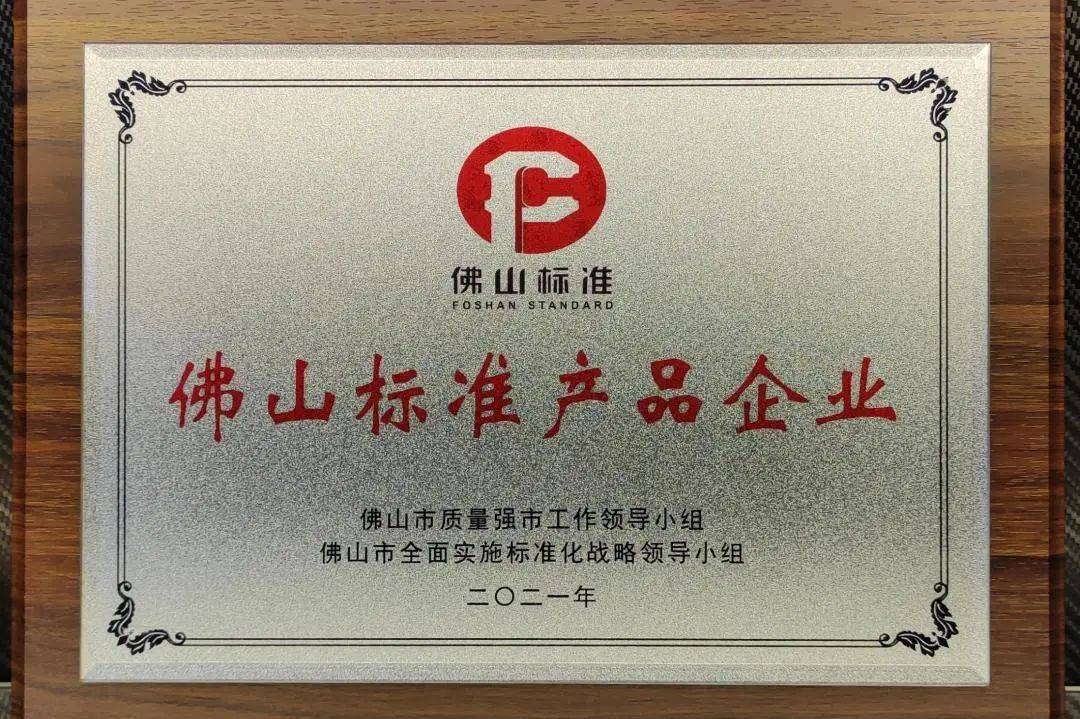 佛山标准
FOSHAN STANDARD
佛山标准产品企业
佛山市质量强市工作领导小组
佛山市全面实施标准化战略领导小组
二〇二一年